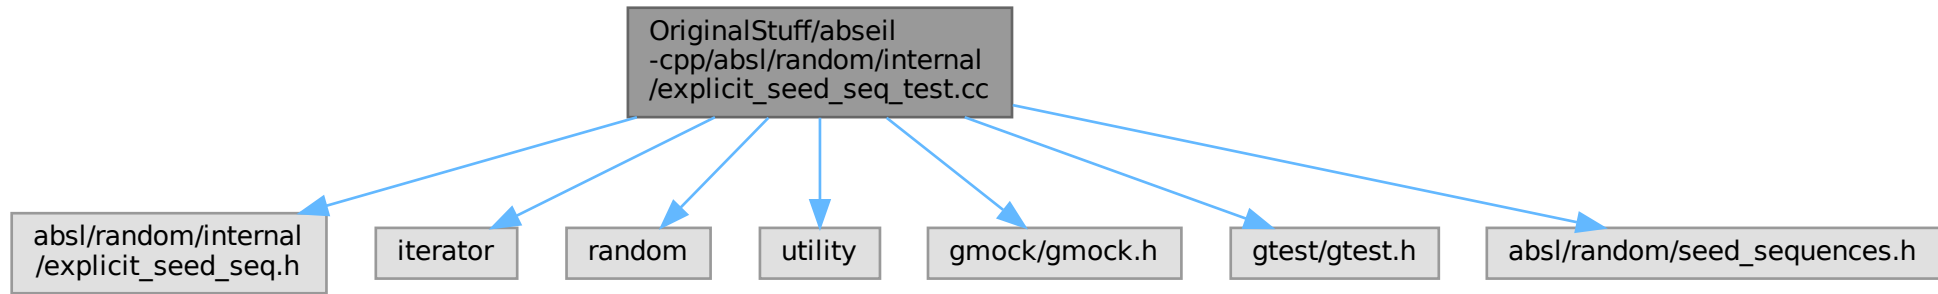 OriginalStuff/abseil
-cpp/absl/random/internal
/explicit_seed_seq_test.cc
absl/random/internal
/explicit_seed_seq.h
iterator
random
utility
gmock/gmock.h
gtest/gtest.h
absl/random/seed_sequences.h